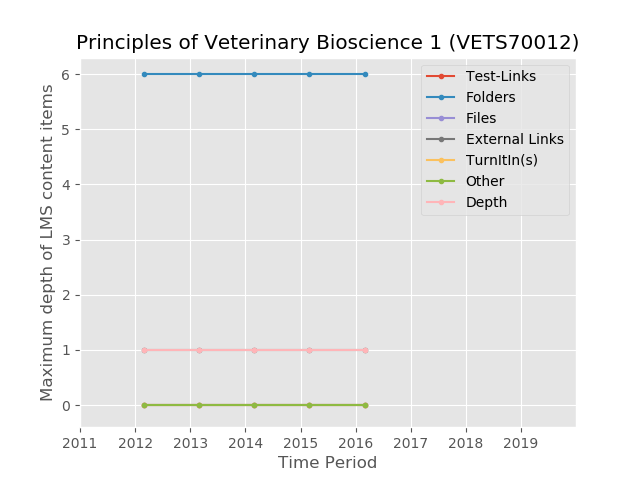 Principles of Veterinary Bioscience 1 (VETS70012)
Maximum depth of LMS content items
6
5
4
3
2
1
0
Test-Links
Folders
Files
External Links
TurnItIn(s)
Other
Depth
2011 2012 2013 2014 2015 2016 2017 2018 2019
Time Period